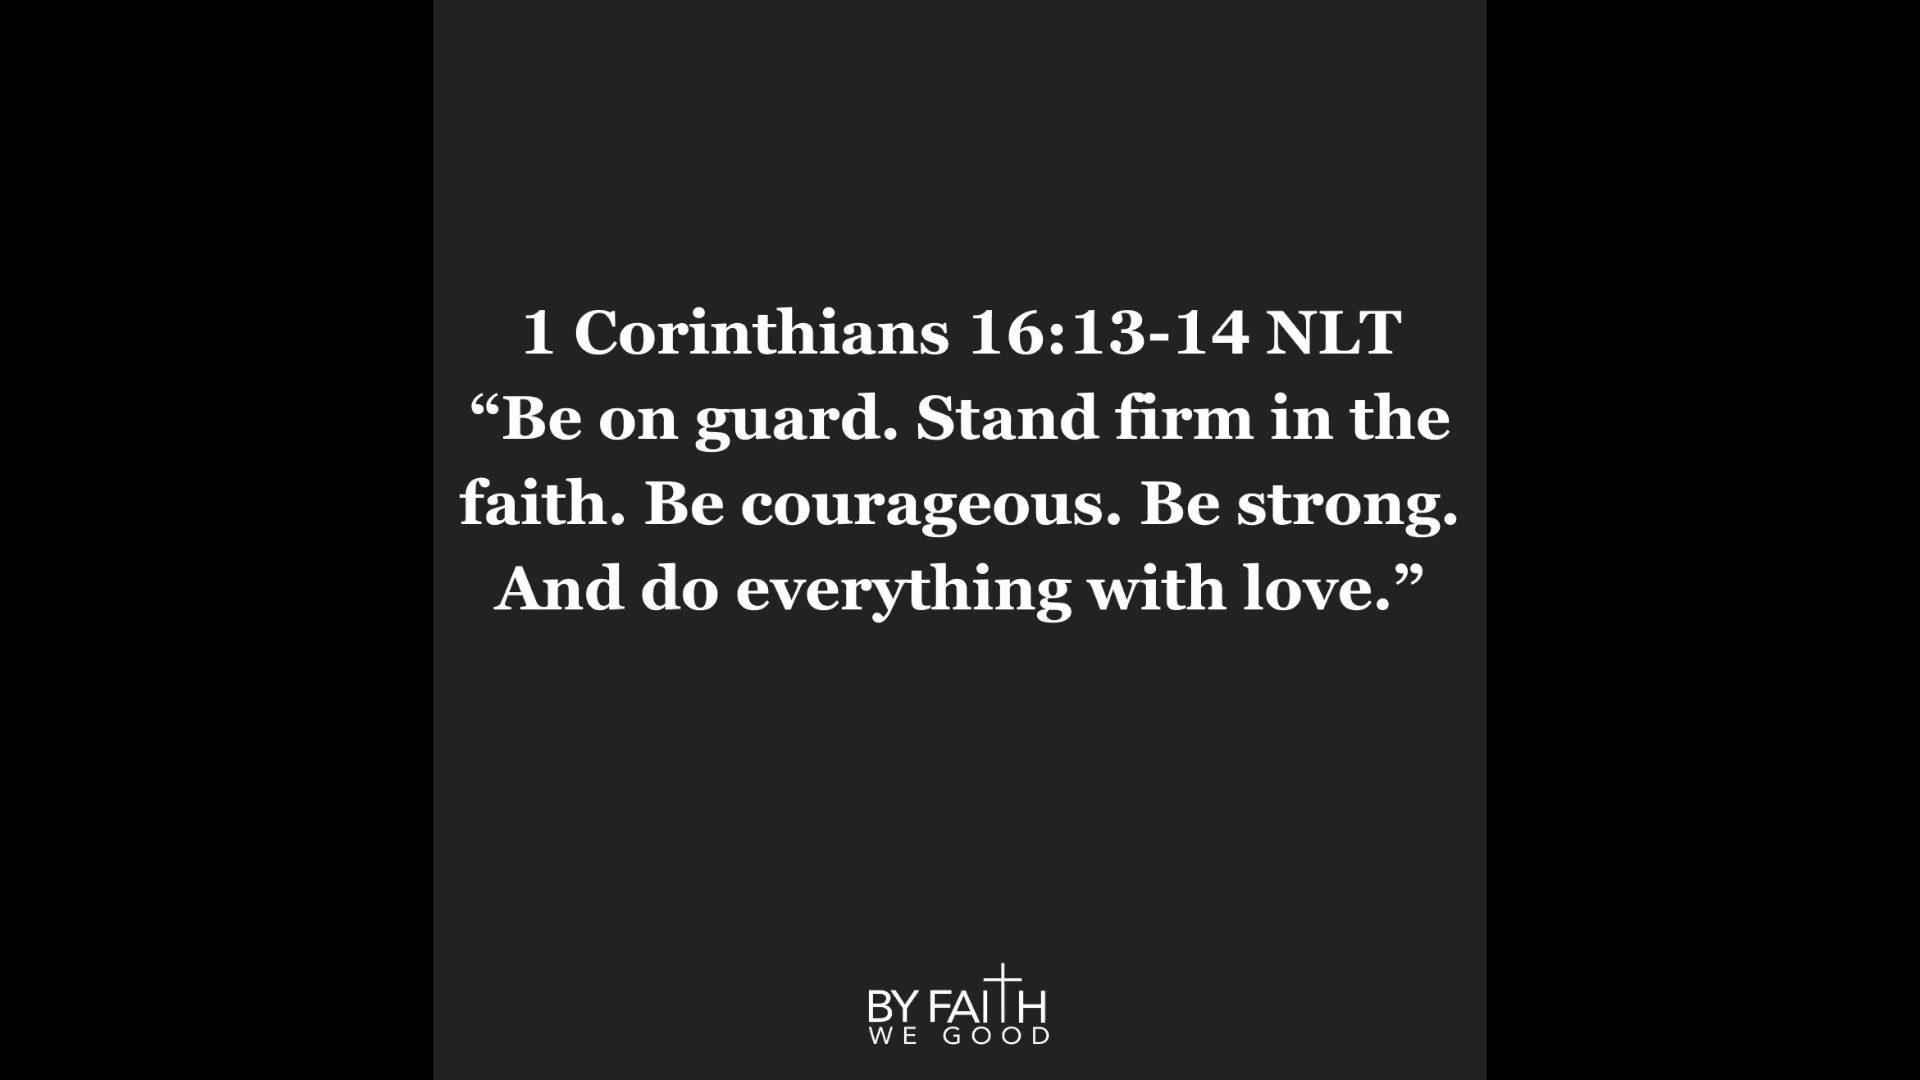 1 Corinthians 16:13-14 NLT
“Be on guard. Stand firm in the
faith. Be courageous. Be strong.
And do everything with love.”
BY FAITH
WE GOOD